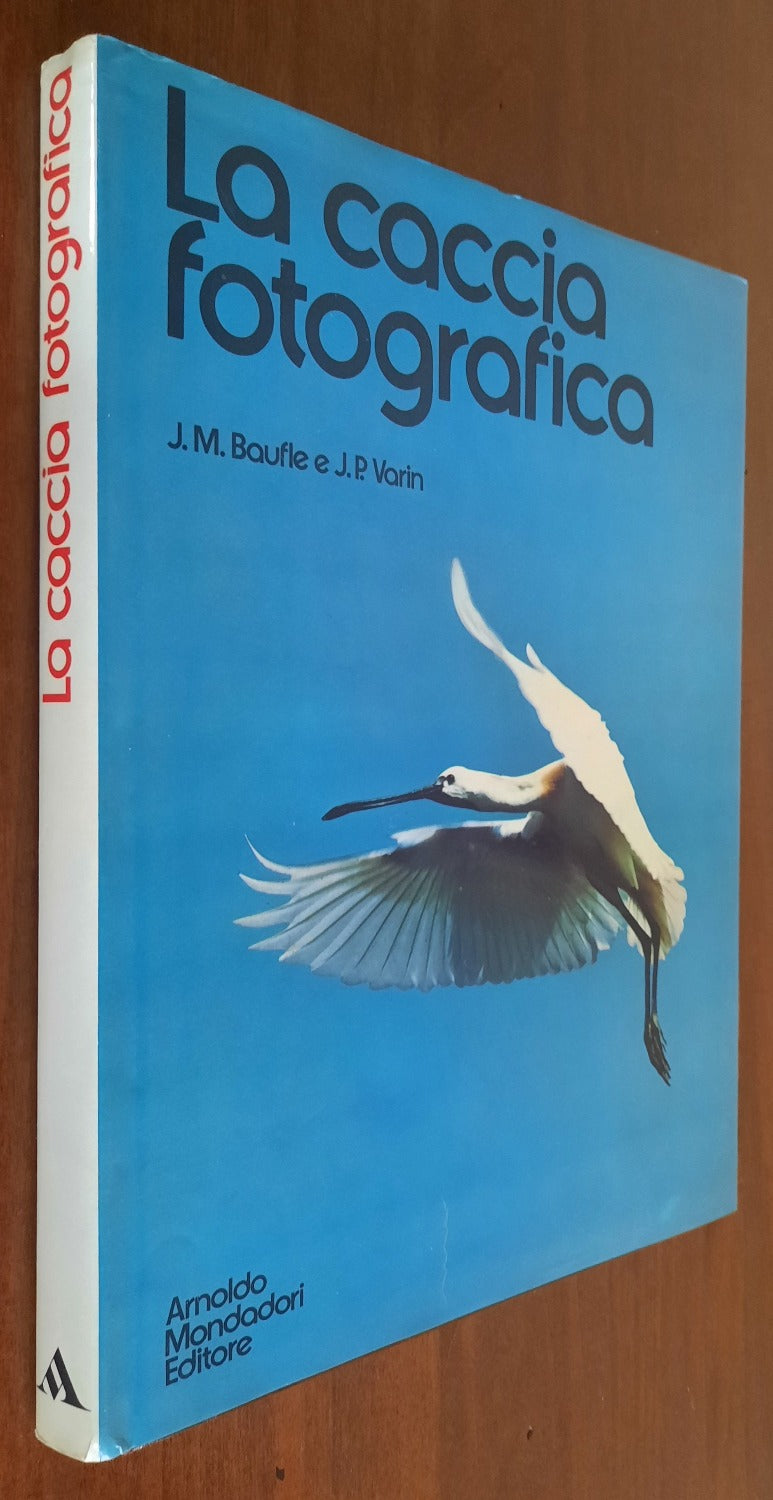 La caccia fotografica
La caccia
fotografica
J. M. Baufle e J. P. Varin
Arnoldo
Mondadori
Editore